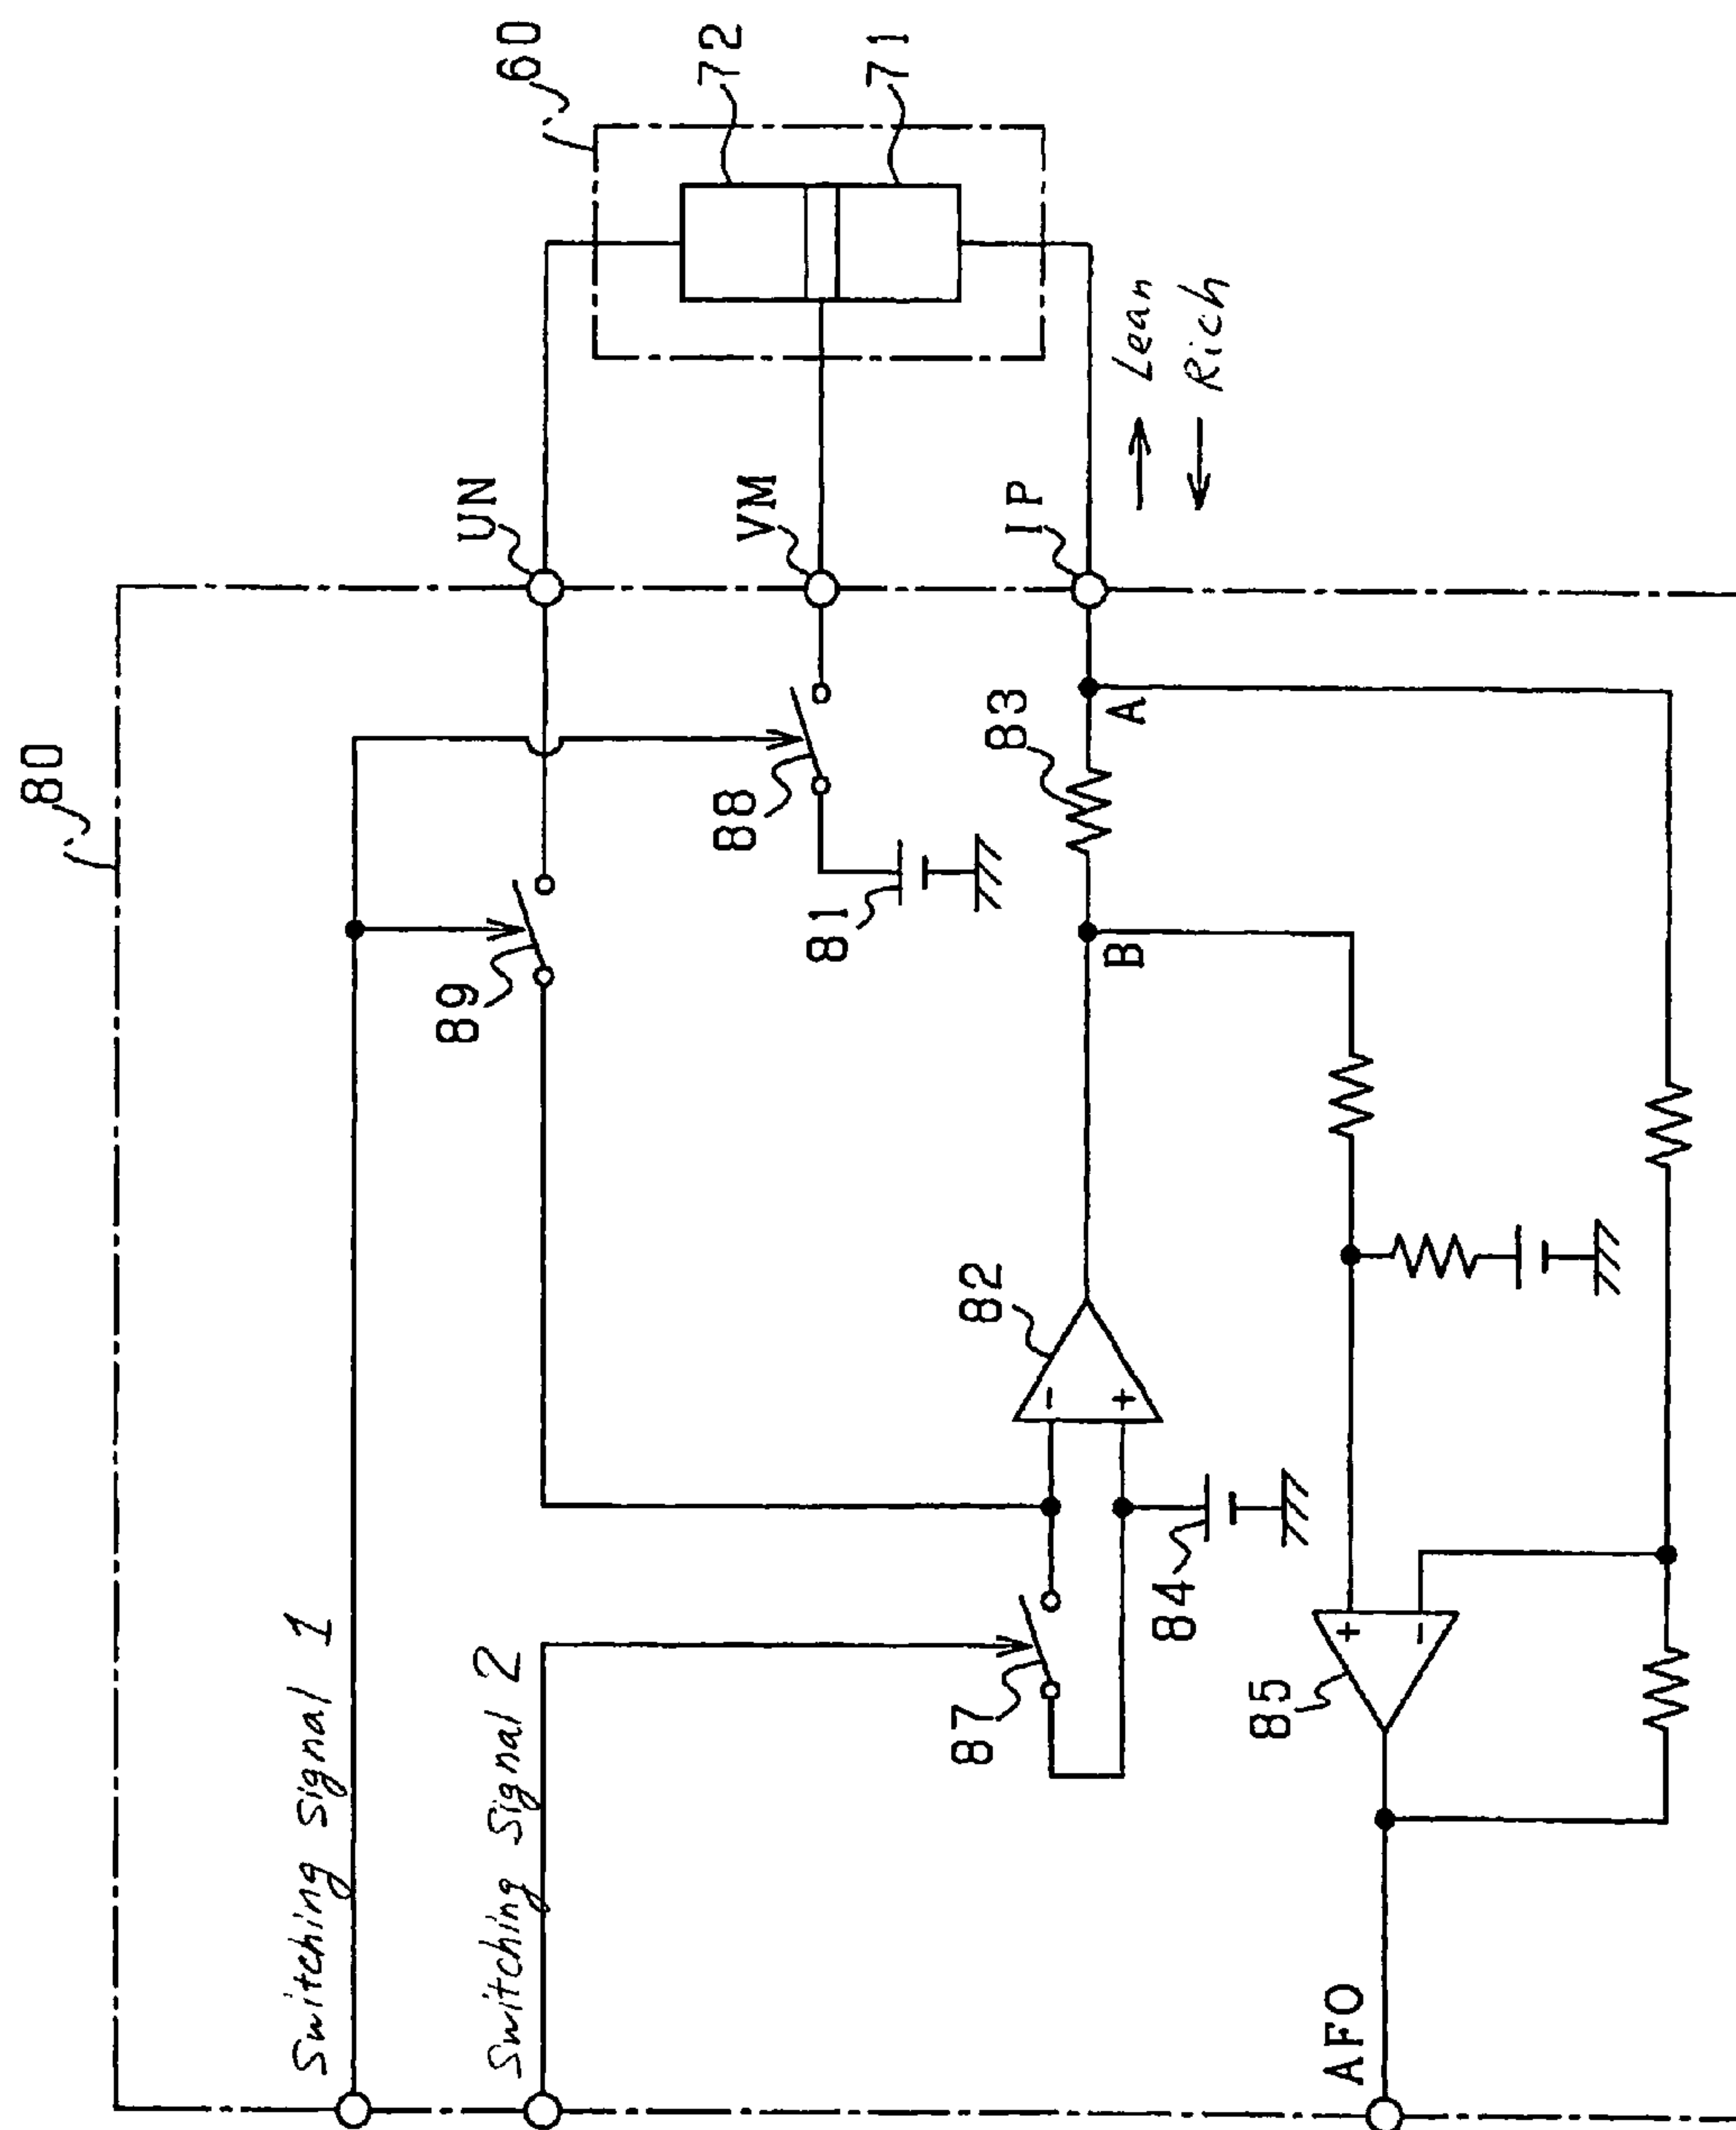 80
60
Switching Signal 1
Switching Signal 2
89
88
81
UN
VM
IP
72
71
Lean
Rich
83
A
B
82
-
+
87
84
85
+
-
AFO